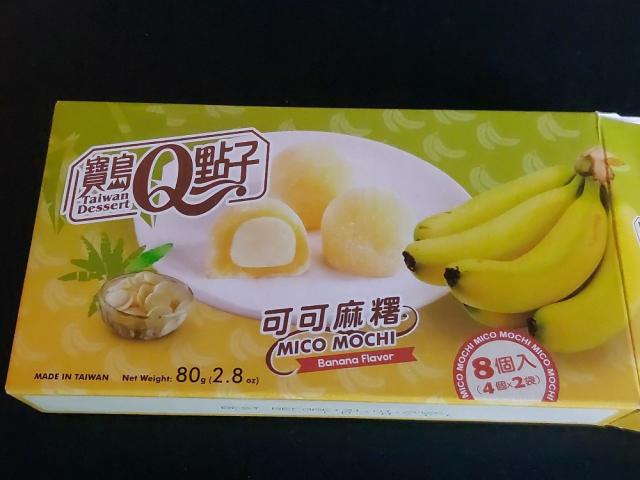 寶島Q點子
Taiwan
Dessert
可可麻糬
MICO MOCHI
Banana Flavor
MADE IN TAIWAN Net Weight: 80g (2.8 oz)
MICO MOCHI MICO MOCHI MICO MOCHI
8個入
(4個×2袋)